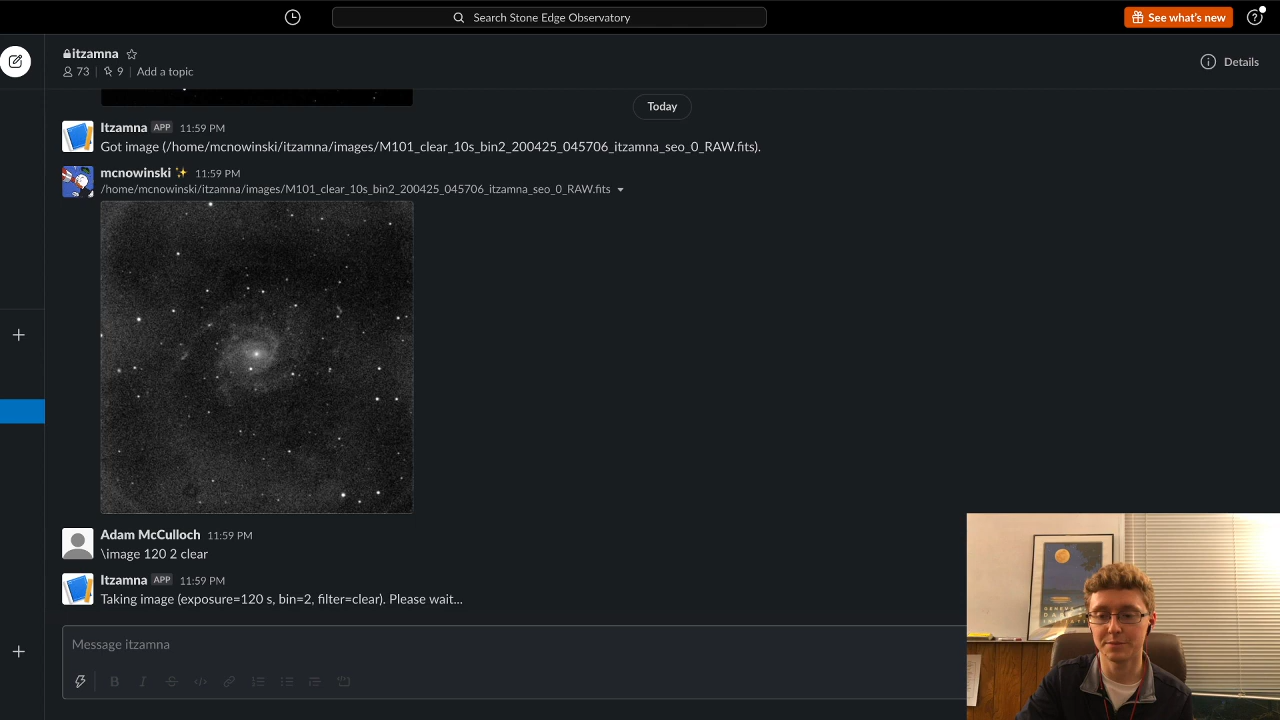 Search Stone Edge Observatory
See what's new
itzamna
73 | 9 | Add a topic
Details
Today
Itzamna APP 11:59 PM
Got image (/home/mcnowinski/itzamna/images/M101_clear_10s_bin2_200425_045706_itzamna_seo_0_RAW.fits).
mcnowinski 11:59 PM
/home/mcnowinski/itzamna/images/M101_clear_10s_bin2_200425_045706_itzamna_seo_0_RAW.fits
Adam McCulloch 11:59 PM
\image 120 2 clear
Itzamna APP 11:59 PM
Taking image (exposure=120 s, bin=2, filter=clear). Please wait...
Message itzamna